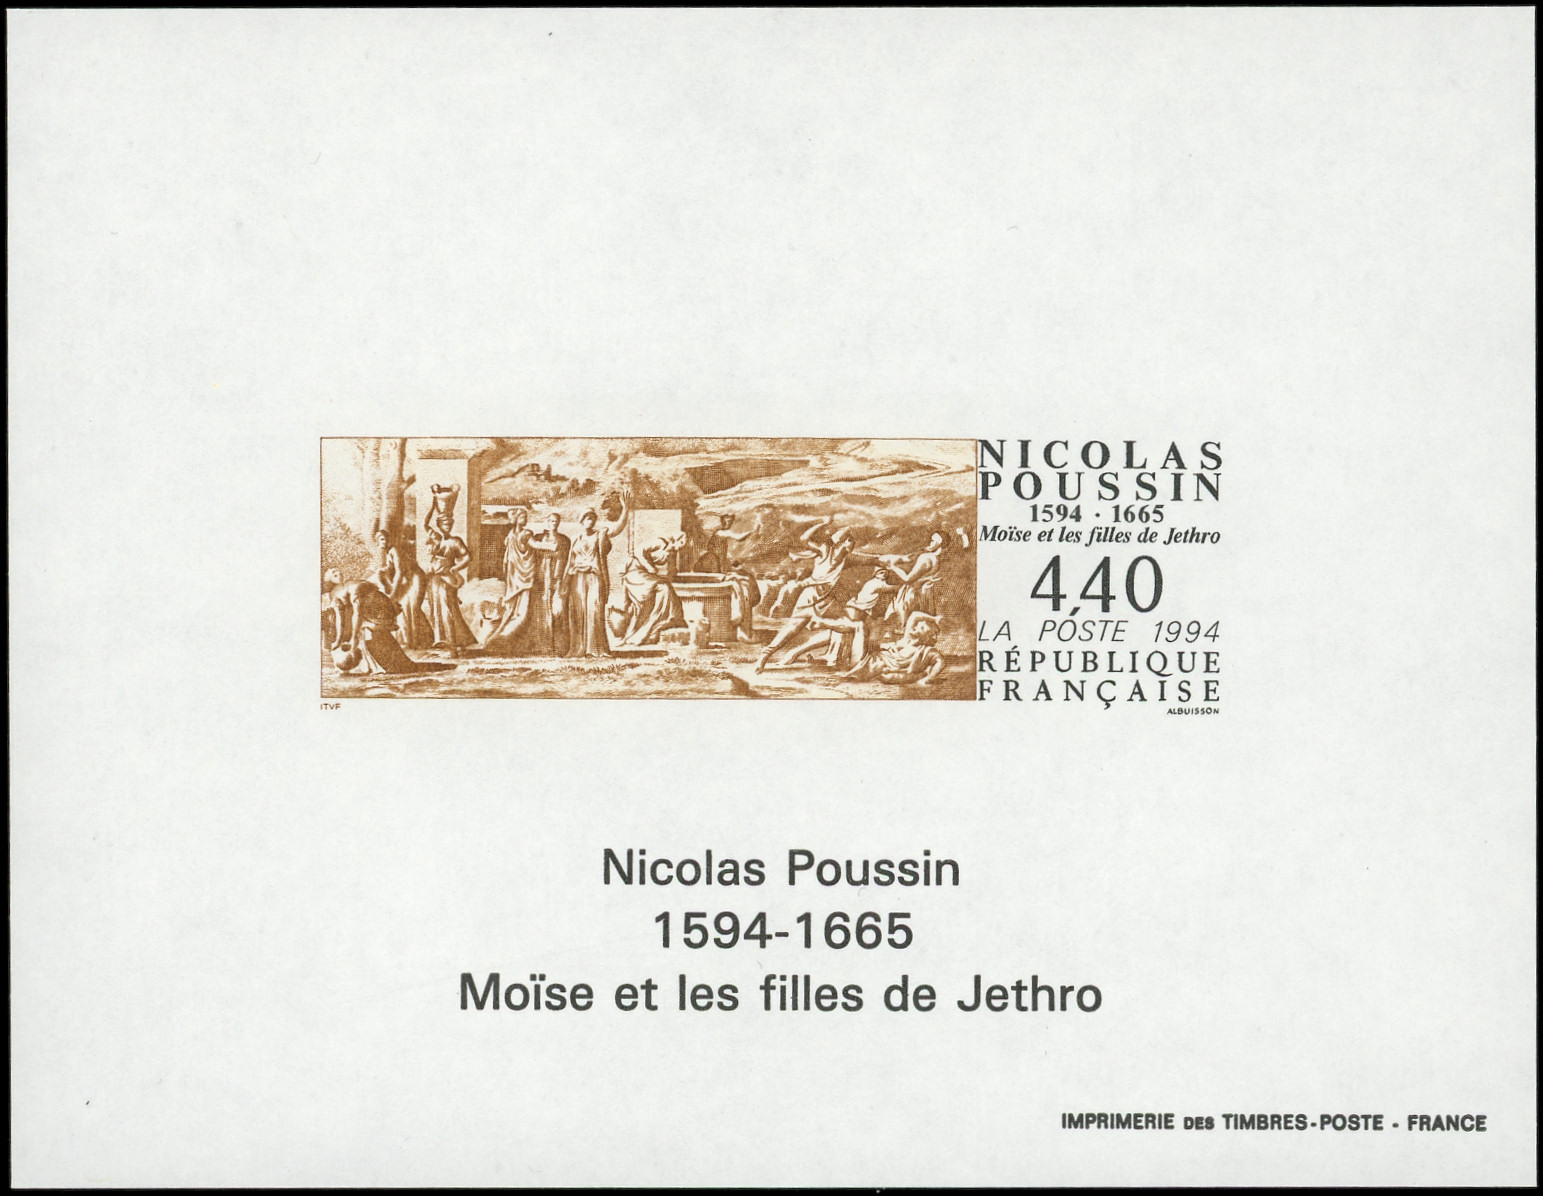 NICOLAS
POUSSIN
1594 · 1665
Moïse et les filles de Jethro
4,40
LA POSTE 1994
RÉPUBLIQUE
FRANÇAISE
ITVF
ALBUISSON
Nicolas Poussin
1594-1665
Moïse et les filles de Jethro
IMPRIMERIE DES TIMBRES-POSTE - FRANCE